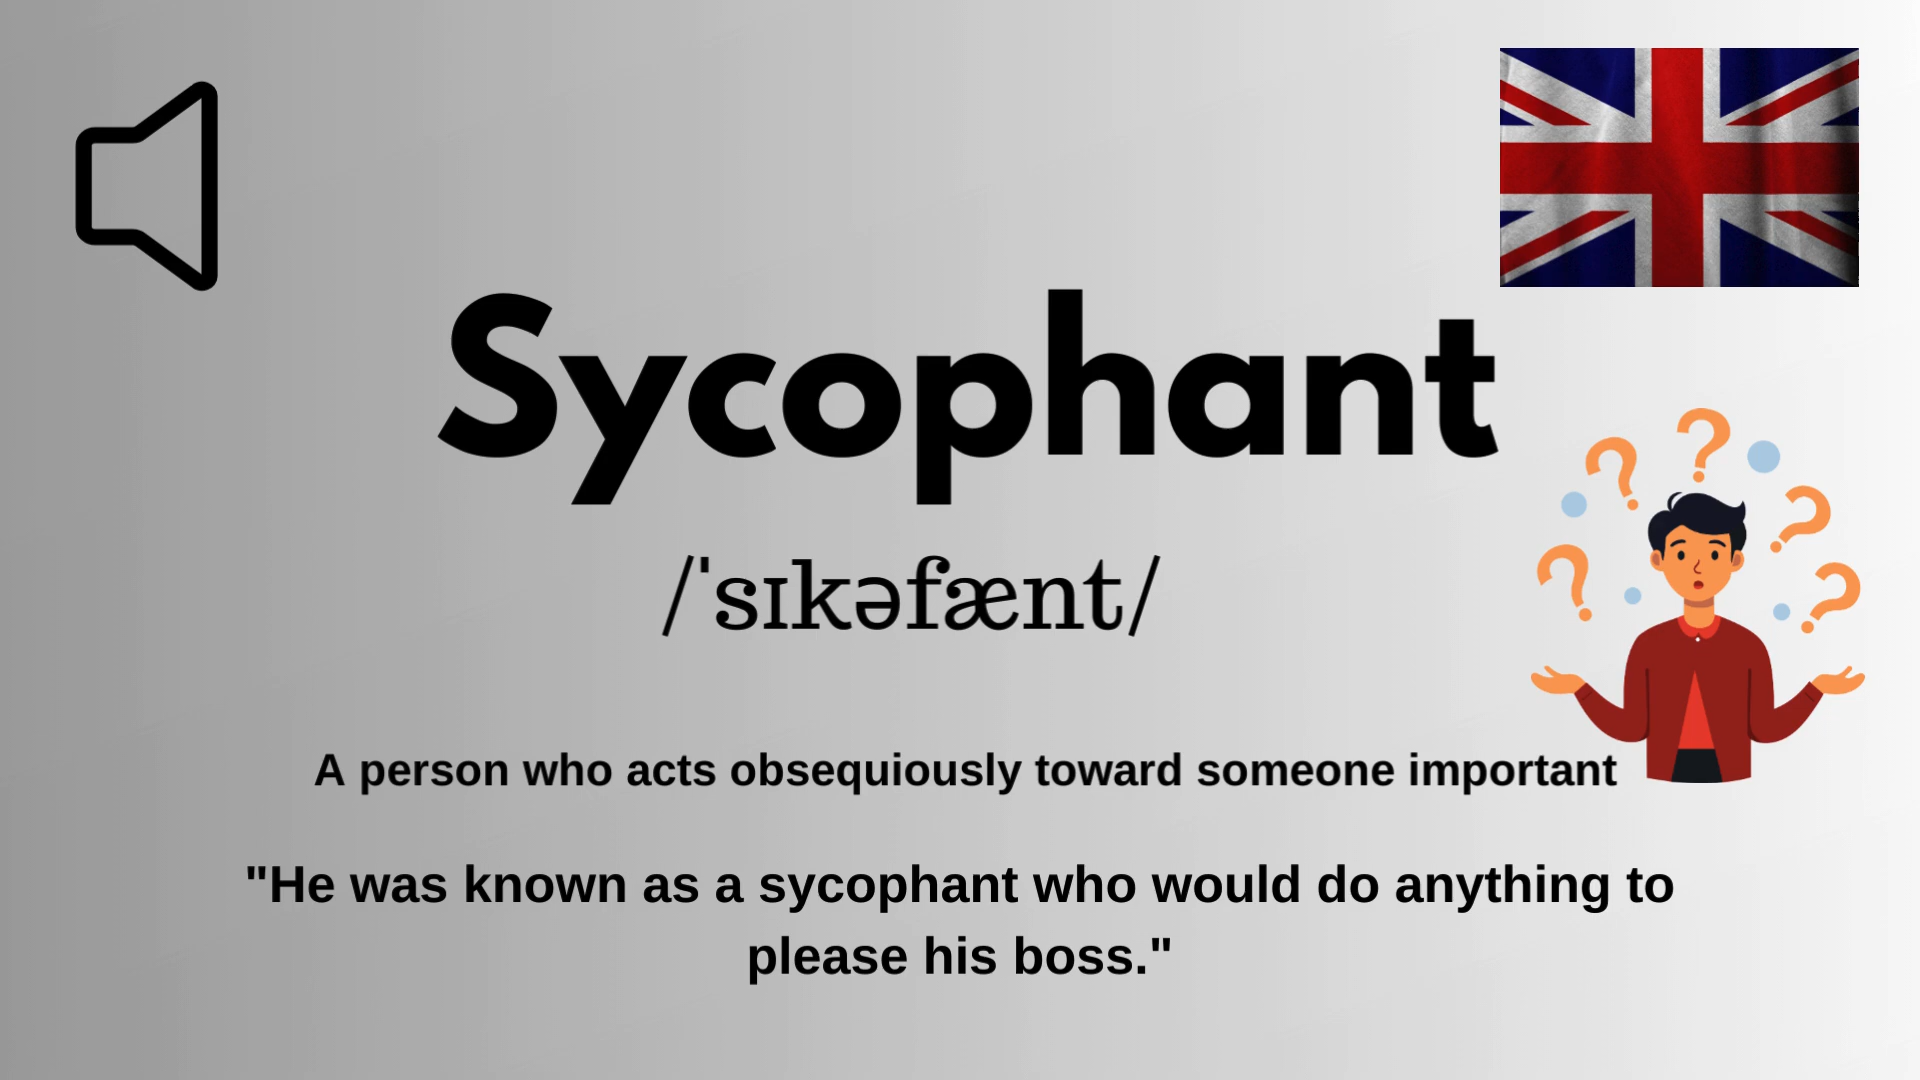 Sycophant
/ˈsɪkəfænt/
A person who acts obsequiously toward someone important
"He was known as a sycophant who would do anything to
please his boss."